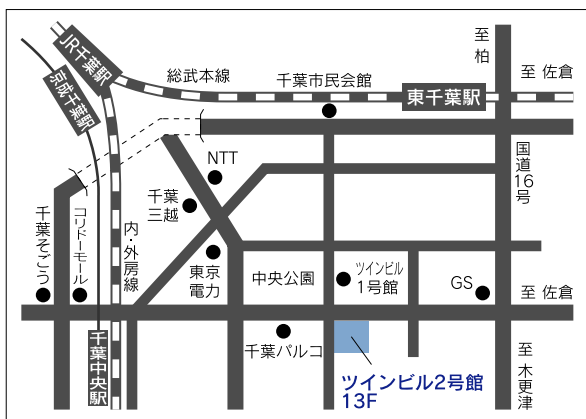 至
柏
至 佐倉
JR千葉駅
総武本線
千葉市民会館
東千葉駅
京成千葉駅
NTT
国道16号
千葉
三越
千葉そごう
コリドーモール
内・外房線
東京
電力
中央公園
ツインビル
1号館
GS
至 佐倉
千葉中央駅
千葉パルコ
ツインビル2号館
13F
至 木更津